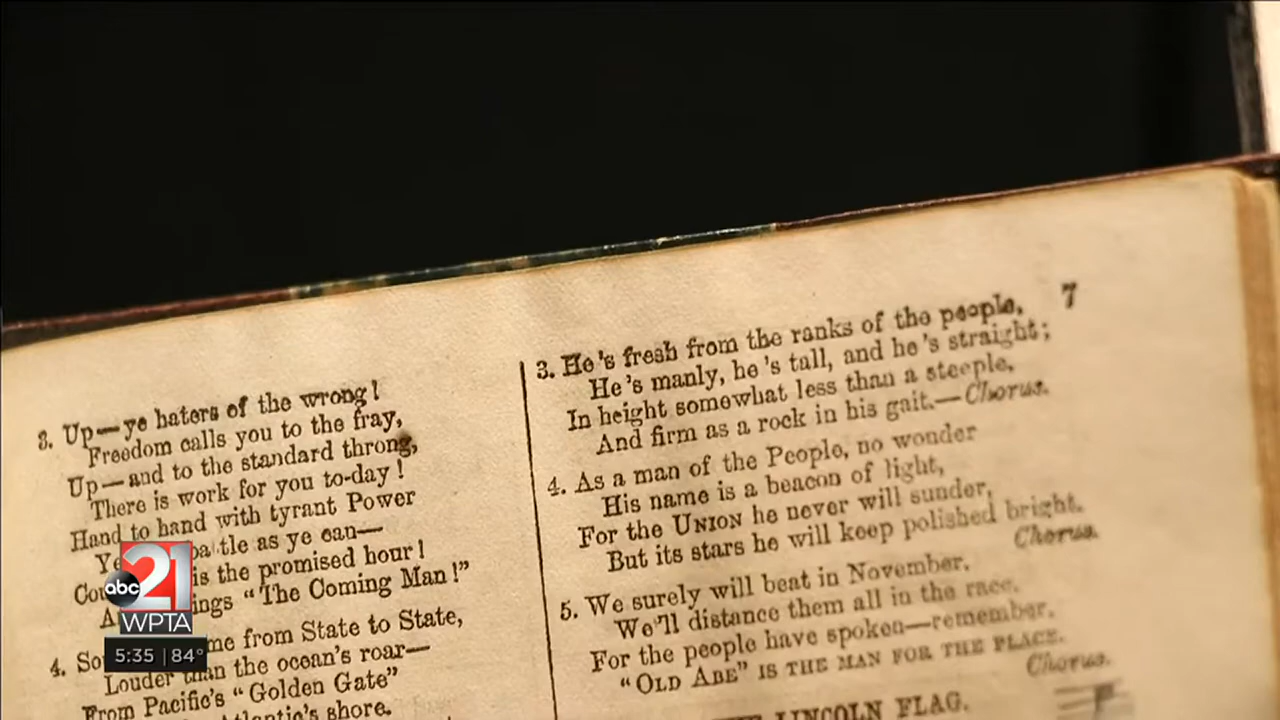 3. Up—ye haters of the wrong!
Freedom calls you to the fray,
Up—and to the standard throng,
There is work for you to-day!
Hand to hand with tyrant Power
Ye battle as ye can—
is the promised hour!
ings "The Coming Man!"
4. So me from State to State,
Louder than the ocean's roar—
From Pacific's "Golden Gate"
Atlantic's shore.
7
3. He's fresh from the ranks of the people,
He's manly, he's tall, and he's straight;
In height somewhat less than a steeple,
And firm as a rock in his gait.—Chorus.
4. As a man of the People, no wonder
His name is a beacon of light,
For the UNION he never will sunder,
But its stars he will keep polished bright.
Chorus.
5. We surely will beat in November,
We'll distance them all in the race,
For the people have spoken—remember,
"OLD ABE" IS THE MAN FOR THE PLACE.
Chorus.
LINCOLN FLAG.
abc 21
WPTA
5:35 | 84°